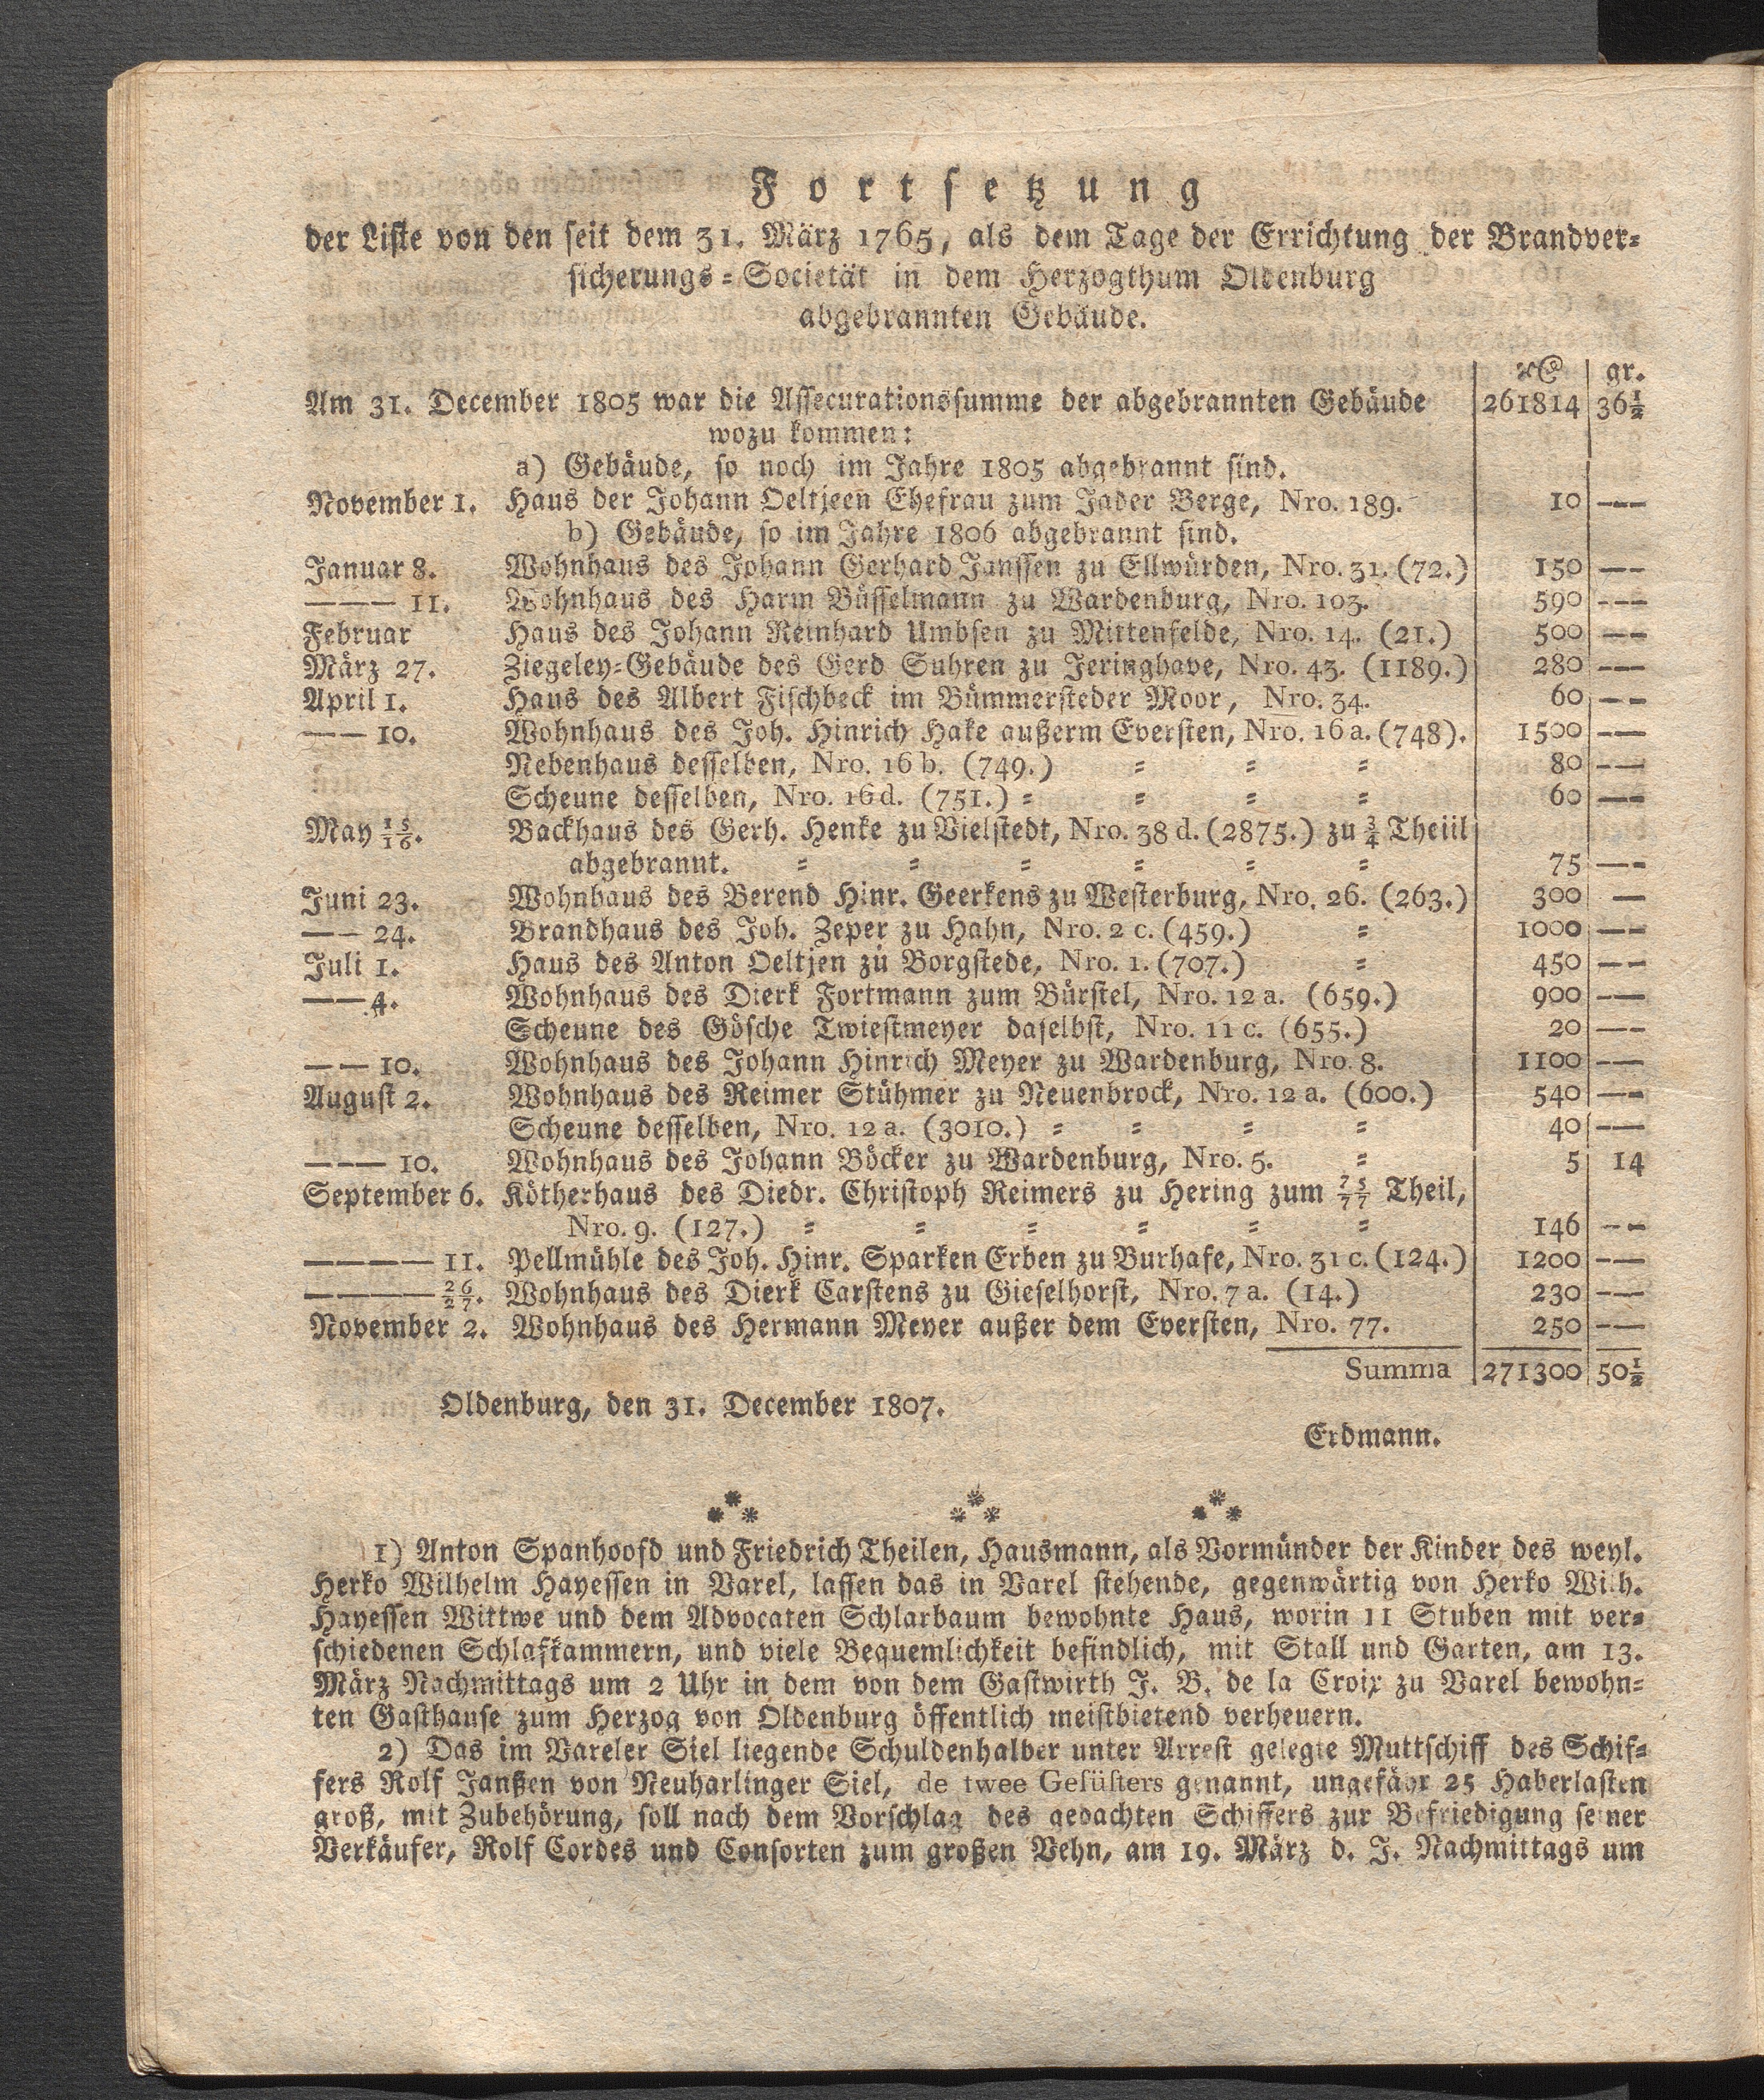 Fortsetzung
der Liste von den seit dem 31. März 1765, als dem Tage der Errichtung der Brandver-
sicherungs-Societät in dem Herzogthum Oldenburg
abgebrannten Gebäude.
gr.
Am 31. December 1805 war die Assecurationssumme der abgebrannten Gebäude 261814 36½
wozu kommen:
a) Gebäude, so noch im Jahre 1805 abgebrannt sind.
November 1. Haus der Johann Oeltjeen Ehefrau zum Jader Berge, Nro. 189. 10 ——
b) Gebäude, so im Jahre 1806 abgebrannt sind.
Januar 8. Wohnhaus des Johann Gerhard Janssen zu Ellwürden, Nro. 31. (72.) 150 ——
——— 11. Wohnhaus des Harm Büsselmann zu Wardenburg, Nro. 103. 590 ———
Februar Haus des Johann Reinhard Umbsen zu Mittenfelde, Nro. 14. (21.) 500 ——
März 27. Ziegeley-Gebäude des Gerd Suhren zu Jeringhave, Nro. 43. (1189.) 280 ——
April 1. Haus des Albert Fischbeck im Bümmersteder Moor, Nro. 34. 60 ——
—— 10. Wohnhaus des Joh. Hinrich Hake außerm Eversten, Nro. 16 a. (748). 1500 ——
Nebenhaus desselben, Nro. 16 b. (749.) = = = 80 ——
Scheune desselben, Nro. 16 d. (751.) = = = = 60 ——
May 15/16. Backhaus des Gerh. Henke zu Vielstedt, Nro. 38 d. (2875.) zu ¾ Theiil
abgebrannt. = = = = = = 75 ——
Juni 23. Wohnhaus des Berend Hinr. Geerkens zu Westerburg, Nro. 26. (263.) 300 —
—— 24. Brandhaus des Joh. Zeper zu Hahn, Nro. 2 c. (459.) = 1000 ——
Juli 1. Haus des Anton Oeltjen zu Borgstede, Nro. 1. (707.) = 450 ——
—— 4. Wohnhaus des Dierk Fortmann zum Bürstel, Nro. 12 a. (659.) 900 ——
Scheune des Gösche Twiestmeyer daselbst, Nro. 11 c. (655.) 20 ——
—— 10. Wohnhaus des Johann Hinrich Meyer zu Wardenburg, Nro. 8. 1100 ——
August 2. Wohnhaus des Reimer Stühmer zu Neuenbrock, Nro. 12 a. (600.) 540 ——
Scheune desselben, Nro. 12 a. (3010.) = = = = 40 ——
——— 10. Wohnhaus des Johann Böcker zu Wardenburg, Nro. 5. = 5 14
September 6. Kötherhaus des Diedr. Christoph Reimers zu Hering zum 75/77 Theil,
Nro. 9. (127.) = = = = = = 146 ——
———— 11. Pellmühle des Joh. Hinr. Sparken Erben zu Burhafe, Nro. 31 c. (124.) 1200 ——
———— 26/27. Wohnhaus des Dierk Carstens zu Gieselhorst, Nro. 7 a. (14.) 230 ——
November 2. Wohnhaus des Hermann Meyer außer dem Eversten, Nro. 77. 250 ——
Summa 271300 50½
Oldenburg, den 31. December 1807.
Erdmann.
1) Anton Spanhoofd und Friedrich Theilen, Hausmann, als Vormünder der Kinder des weyl.
Herko Wilhelm Hayessen in Varel, lassen das in Varel stehende, gegenwärtig von Herko Wilh.
Hayessen Wittwe und dem Advocaten Schlarbaum bewohnte Haus, worin 11 Stuben mit ver-
schiedenen Schlafkammern, und viele Bequemlichkeit befindlich, mit Stall und Garten, am 13.
März Nachmittags um 2 Uhr in dem von dem Gastwirth J. B. de la Croix zu Varel bewohn-
ten Gasthause zum Herzog von Oldenburg öffentlich meistbietend verheuern.
2) Das im Vareler Siel liegende Schuldenhalber unter Arrest gelegte Muttschiff des Schif-
fers Rolf Janßen von Neuharlinger Siel, de twee Gesüsters genannt, ungefähr 25 Haberlasten
groß, mit Zubehörung, soll nach dem Vorschlag des gedachten Schiffers zur Befriedigung seiner
Verkäufer, Rolf Cordes und Consorten zum großen Vehn, am 19. März d. J. Nachmittags um